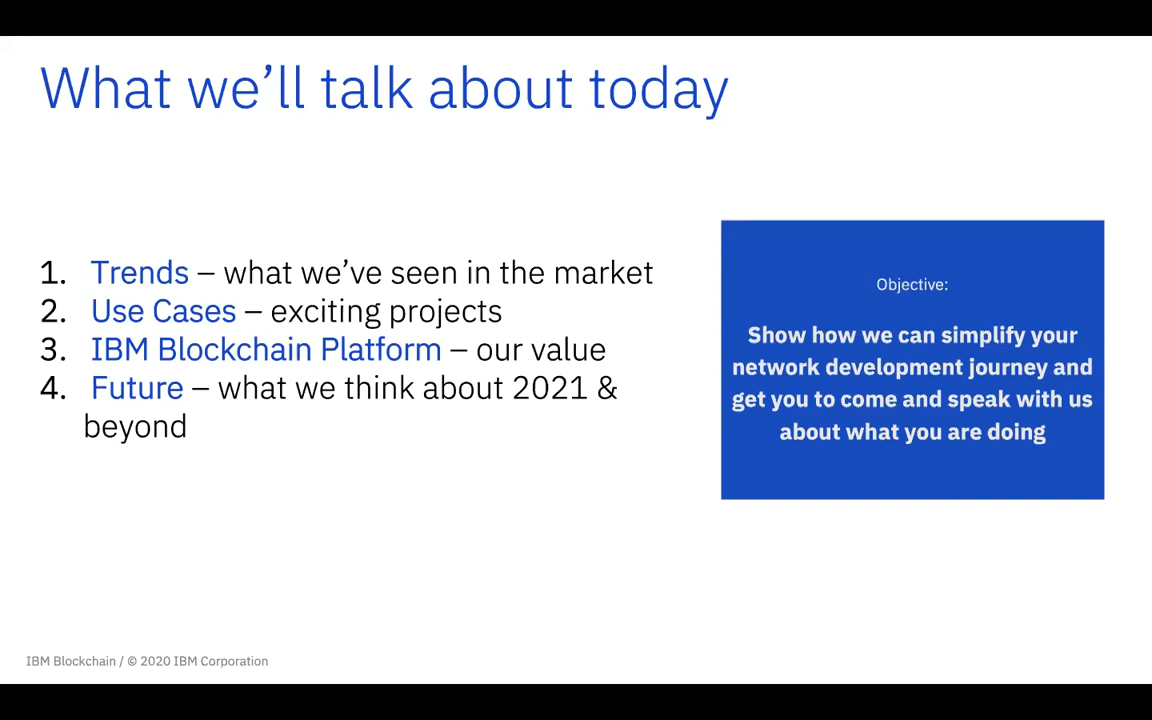 What we’ll talk about today
1. Trends – what we’ve seen in the market
2. Use Cases – exciting projects
3. IBM Blockchain Platform – our value
4. Future – what we think about 2021 &
beyond
Objective:
Show how we can simplify your
network development journey and
get you to come and speak with us
about what you are doing
IBM Blockchain / © 2020 IBM Corporation